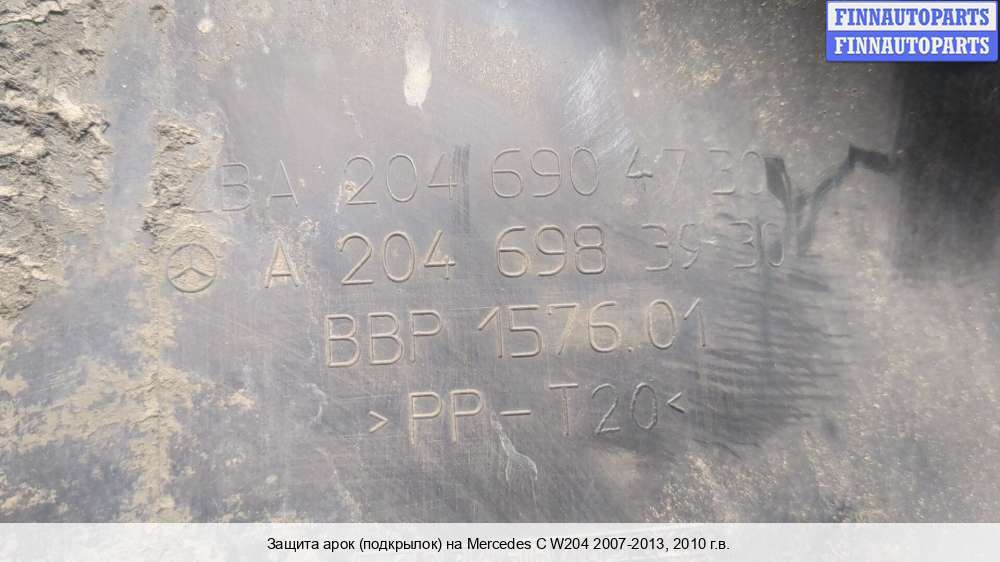 FINNAUTOPARTS
FINNAUTOPARTS
ZBA 204 690 47 30
A 204 698 39 30
BBP 1576.01
>PP-T20<
Защита арок (подкрылок) на Mercedes C W204 2007-2013, 2010 г.в.